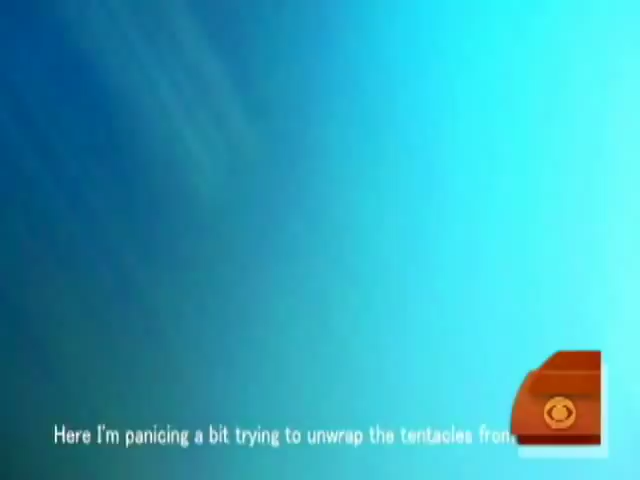 Here I'm panicing a bit trying to unwrap the tentacles from